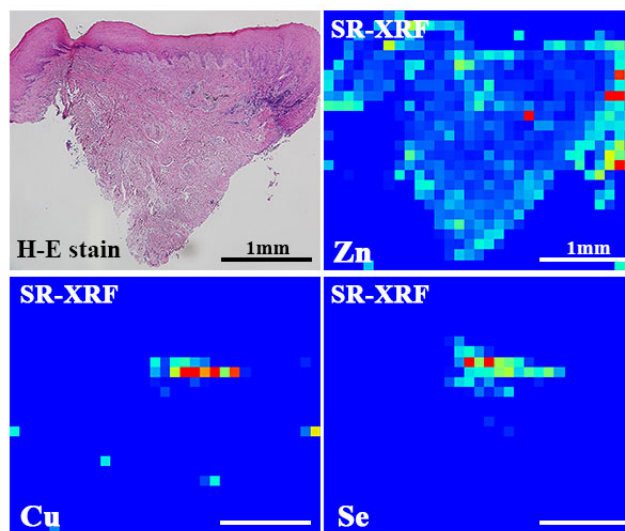 SR-XRF
H-E stain
1mm
Zn
1mm
SR-XRF
SR-XRF
Cu
Se